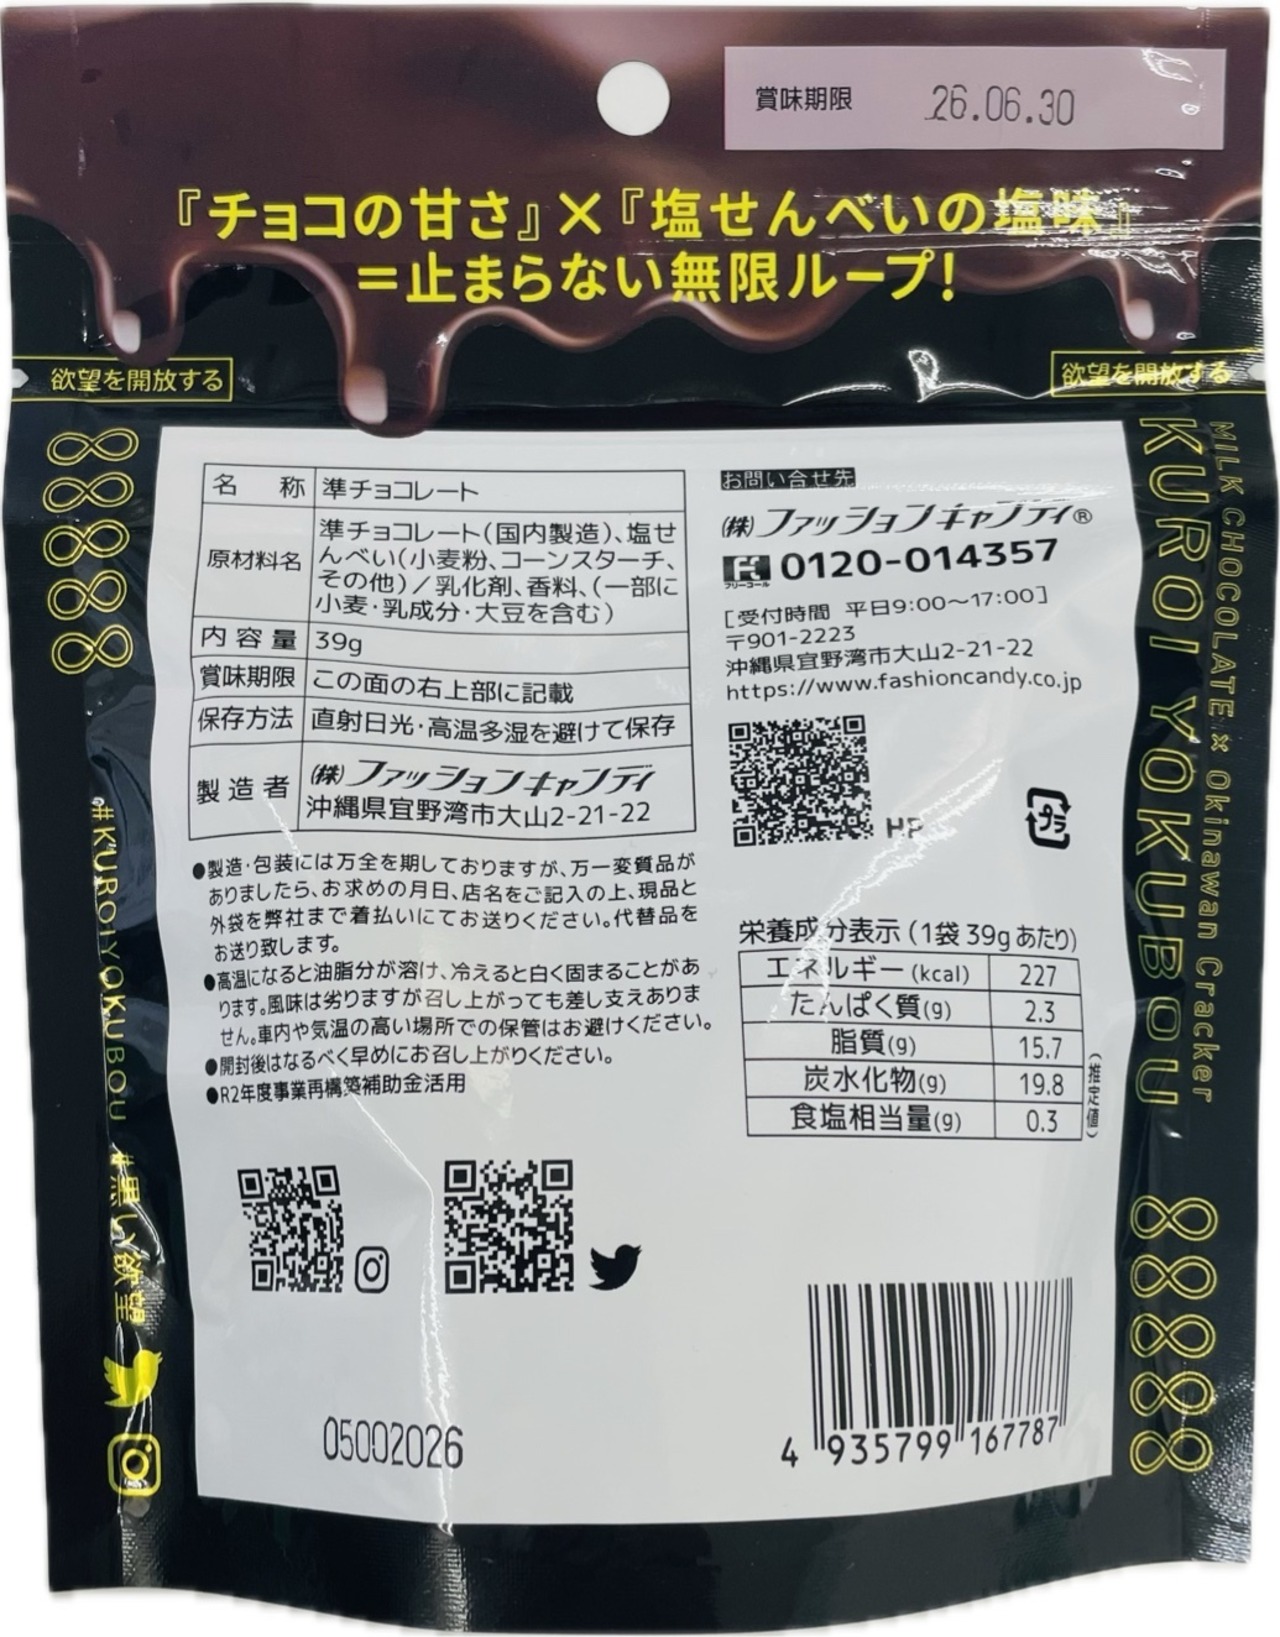 賞味期限 26.06.30
『チョコの甘さ』×『塩せんべいの塩味』
=止まらない無限ループ!
欲望を開放する
欲望を開放する
名 称 準チョコレート
原材料名 準チョコレート(国内製造)、塩せ
んべい(小麦粉、コーンスターチ、
その他)/乳化剤、香料、(一部に
小麦・乳成分・大豆を含む)
内容量 39g
賞味期限 この面の右上部に記載
保存方法 直射日光・高温多湿を避けて保存
製造者 (株)ファッションキャンディ
沖縄県宜野湾市大山2-21-22
●製造・包装には万全を期しておりますが、万一変質品が
ありましたら、お求めの月日、店名をご記入の上、現品と
外袋を弊社まで着払いにてお送りください。代替品を
お送り致します。
●高温になると油脂分が溶け、冷えると白く固まることがあ
ります。風味は劣りますが召し上がっても差し支えありま
せん。車内や気温の高い場所での保管はお避けください。
●開封後はなるべく早めにお召し上がりください。
●R2年度事業再構築補助金活用
お問い合せ先
(株)ファッションキャンディ®
フリーコール 0120-014357
[受付時間 平日9:00〜17:00]
〒901-2223
沖縄県宜野湾市大山2-21-22
https://www.fashioncandy.co.jp
HP
プラ
栄養成分表示(1袋39gあたり)
エネルギー(kcal) 227
たんぱく質(g) 2.3
脂質(g) 15.7
炭水化物(g) 19.8
食塩相当量(g) 0.3
(推定値)
05002026
4 935799 167787
#KUROIYOKUBOU #黒い欲望
MILK CHOCOLATE × Okinawan Cracker
KUROI YOKUBOU